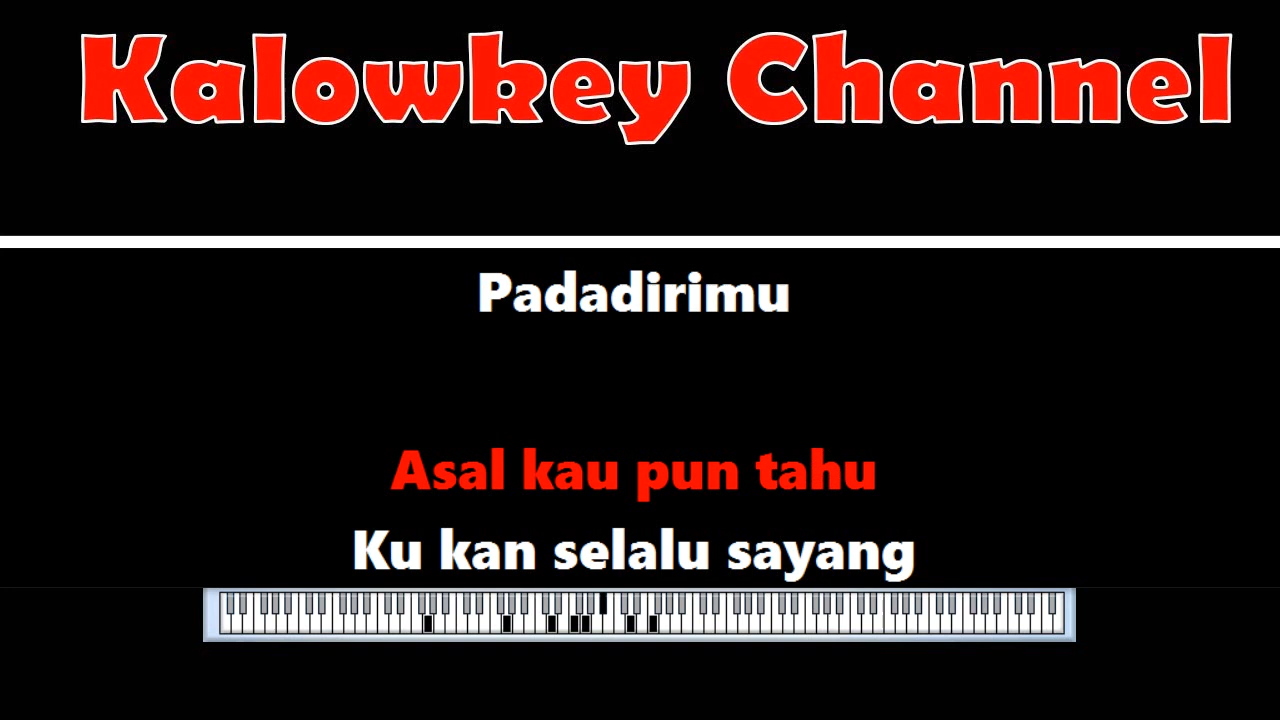 Kalowkey Channel
Padadirimu
Asal kau pun tahu
Ku kan selalu sayang